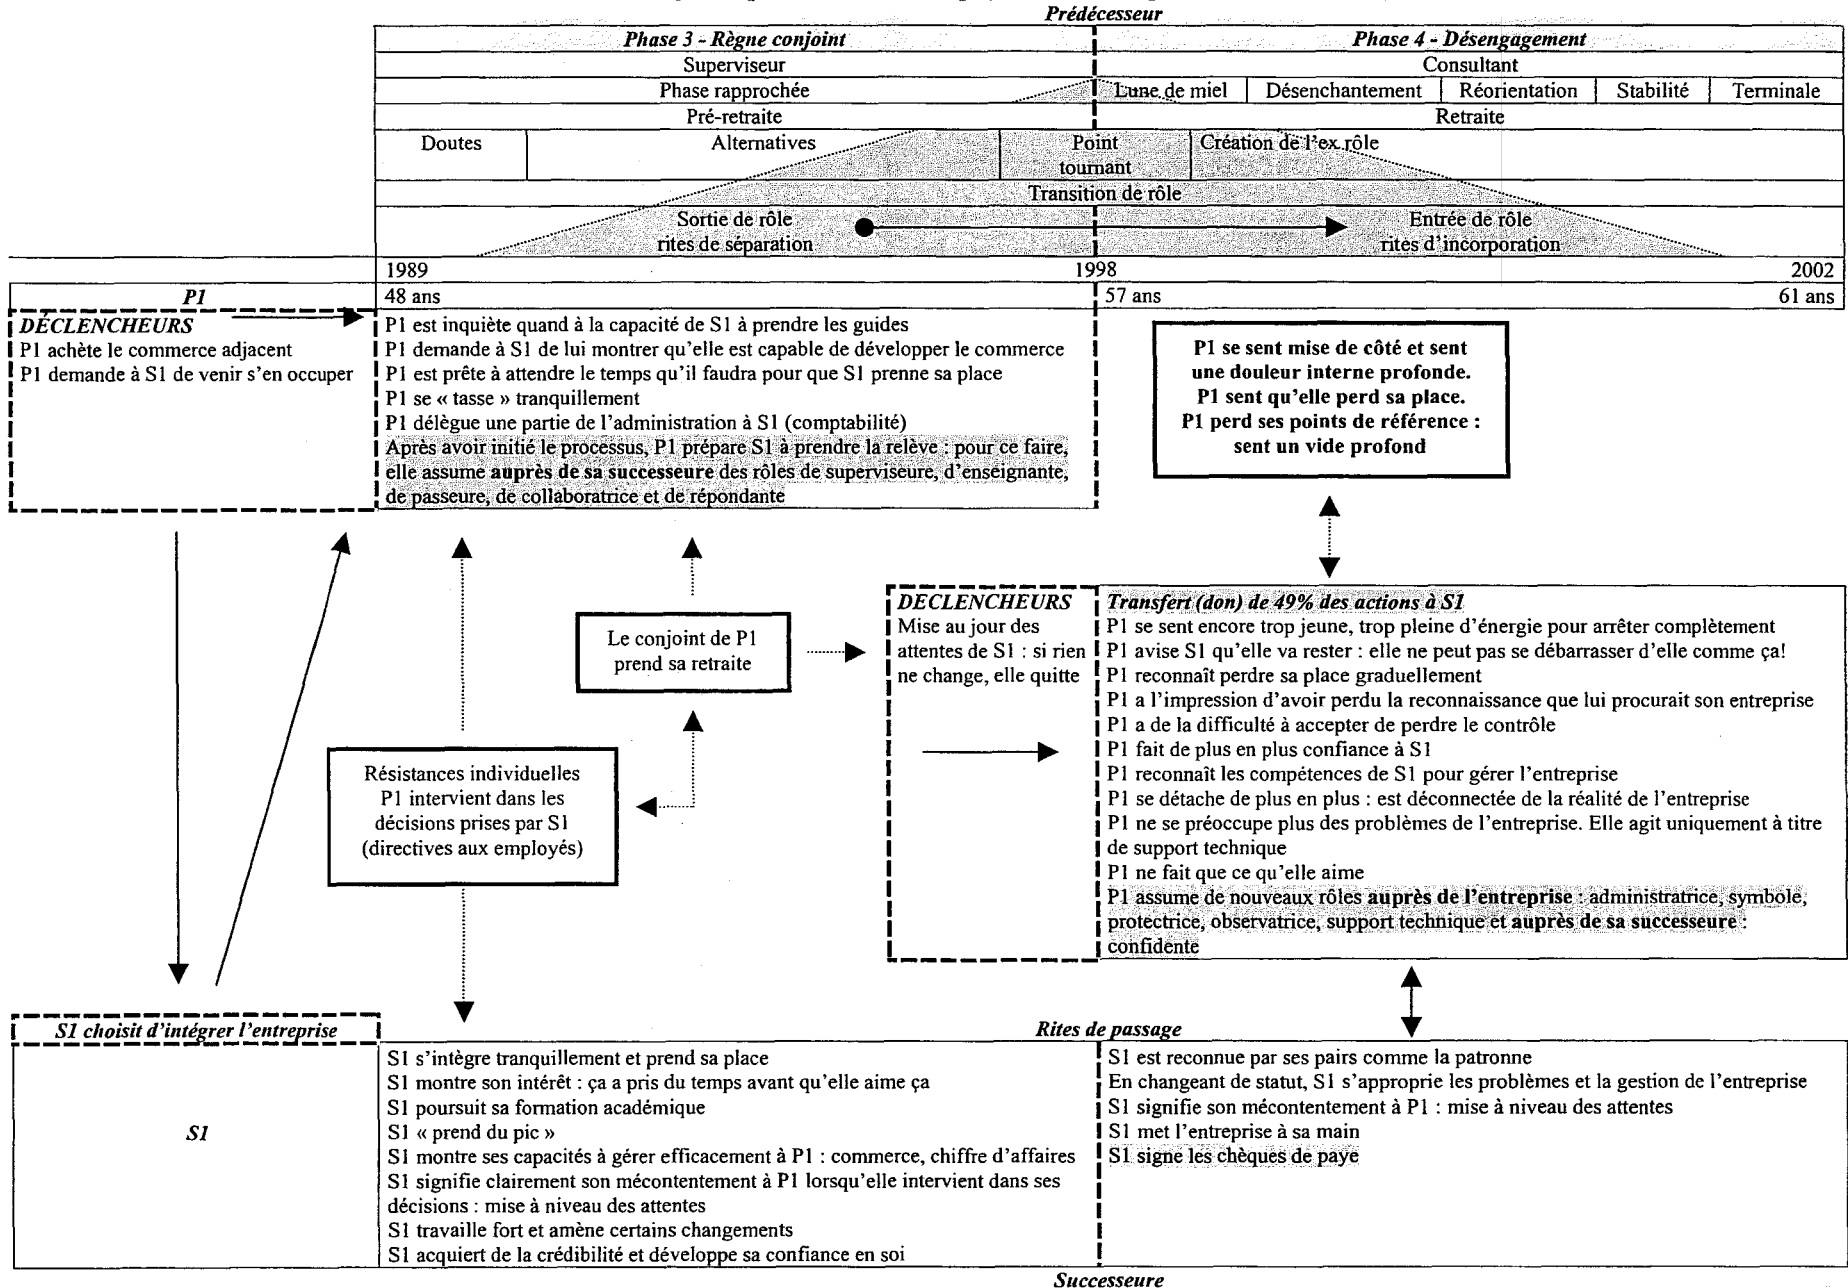 Prédécesseur
Phase 3 - Règne conjoint
Phase 4 - Désengagement
Superviseur
Consultant
Phase rapprochée
Lune de miel
Désenchantement
Réorientation
Stabilité
Terminale
Pré-retraite
Retraite
Doutes
Alternatives
Point
tournant
Création de l'ex rôle
Transition de rôle
Sortie de rôle
rites de séparation
Entrée de rôle
rites d'incorporation
1989
1998
2002
P1
48 ans
57 ans
61 ans
DÉCLENCHEURS
P1 achète le commerce adjacent
P1 demande à S1 de venir s'en occuper
P1 est inquiète quand à la capacité de S1 à prendre les guides
P1 demande à S1 de lui montrer qu'elle est capable de développer le commerce
P1 est prête à attendre le temps qu'il faudra pour que S1 prenne sa place
P1 se « tasse » tranquillement
P1 délègue une partie de l'administration à S1 (comptabilité)
Après avoir initié le processus, P1 prépare S1 à prendre la relève : pour ce faire,
elle assume auprès de sa successeure des rôles de superviseure, d'enseignante,
de passeure, de collaboratrice et de répondante
P1 se sent mise de côté et sent
une douleur interne profonde.
P1 sent qu'elle perd sa place.
P1 perd ses points de référence :
sent un vide profond
Le conjoint de P1
prend sa retraite
Résistances individuelles
P1 intervient dans les
décisions prises par S1
(directives aux employés)
DECLENCHEURS
Mise au jour des
attentes de S1 : si rien
ne change, elle quitte
Transfert (don) de 49% des actions à S1
P1 se sent encore trop jeune, trop pleine d'énergie pour arrêter complètement
P1 avise S1 qu'elle va rester : elle ne peut pas se débarrasser d'elle comme ça!
P1 reconnaît perdre sa place graduellement
P1 a l'impression d'avoir perdu la reconnaissance que lui procurait son entreprise
P1 a de la difficulté à accepter de perdre le contrôle
P1 fait de plus en plus confiance à S1
P1 reconnaît les compétences de S1 pour gérer l'entreprise
P1 se détache de plus en plus : est déconnectée de la réalité de l'entreprise
P1 ne se préoccupe plus des problèmes de l'entreprise. Elle agit uniquement à titre
de support technique
P1 ne fait que ce qu'elle aime
P1 assume de nouveaux rôles auprès de l'entreprise : administratrice, symbole,
protectrice, observatrice, support technique et auprès de sa successeure :
confidente
S1 choisit d'intégrer l'entreprise
Rites de passage
S1
S1 s'intègre tranquillement et prend sa place
S1 montre son intérêt : ça a pris du temps avant qu'elle aime ça
S1 poursuit sa formation académique
S1 « prend du pic »
S1 montre ses capacités à gérer efficacement à P1 : commerce, chiffre d'affaires
S1 signifie clairement son mécontentement à P1 lorsqu'elle intervient dans ses
décisions : mise à niveau des attentes
S1 travaille fort et amène certains changements
S1 acquiert de la crédibilité et développe sa confiance en soi
S1 est reconnue par ses pairs comme la patronne
En changeant de statut, S1 s'approprie les problèmes et la gestion de l'entreprise
S1 signifie son mécontentement à P1 : mise à niveau des attentes
S1 met l'entreprise à sa main
S1 signe les chèques de paye
Successeure